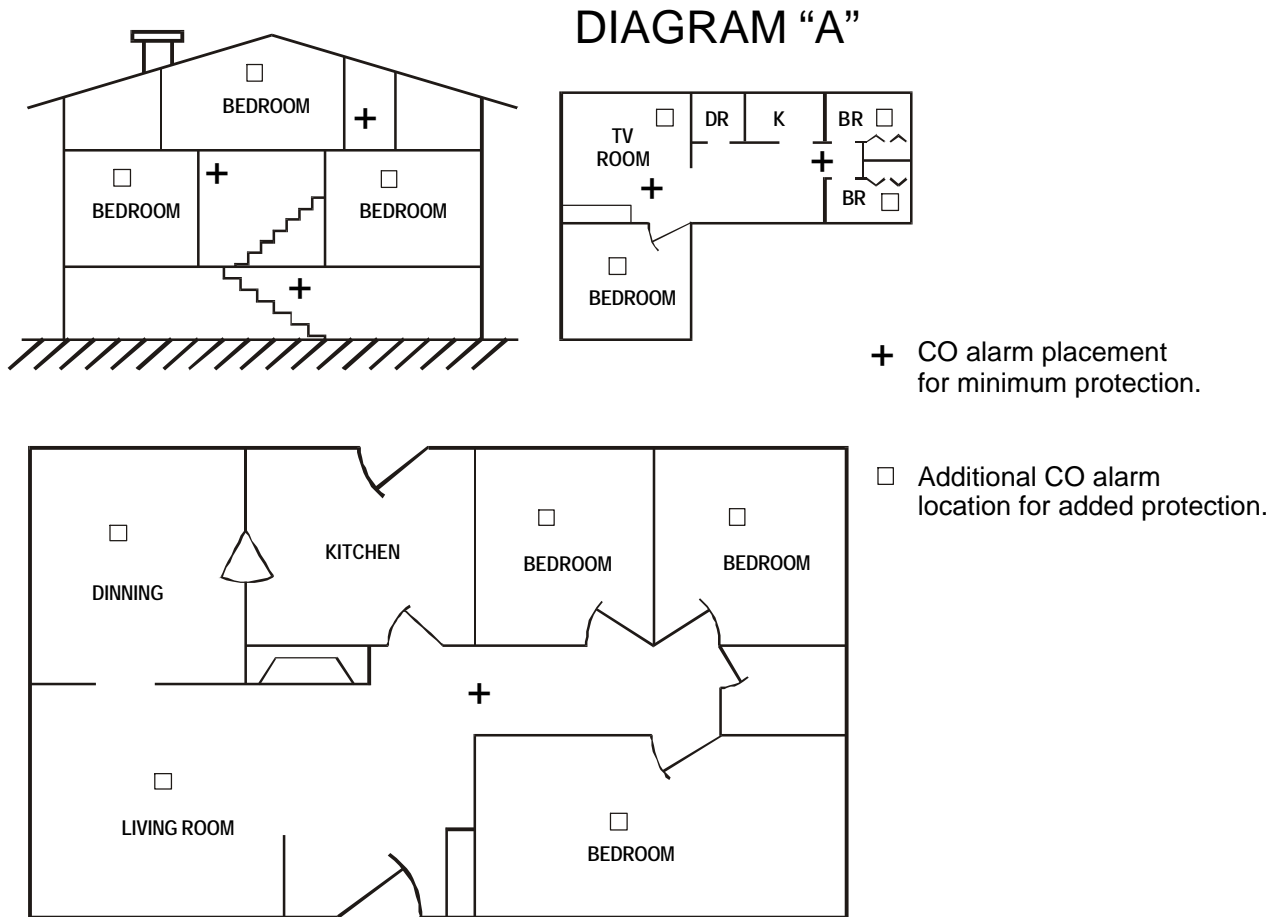 DIAGRAM “A”
BEDROOM
BEDROOM
BEDROOM
TV
ROOM
DR
K
BR
BR
BEDROOM
+ CO alarm placement
for minimum protection.
□ Additional CO alarm
location for added protection.
DINNING
KITCHEN
BEDROOM
BEDROOM
LIVING ROOM
BEDROOM